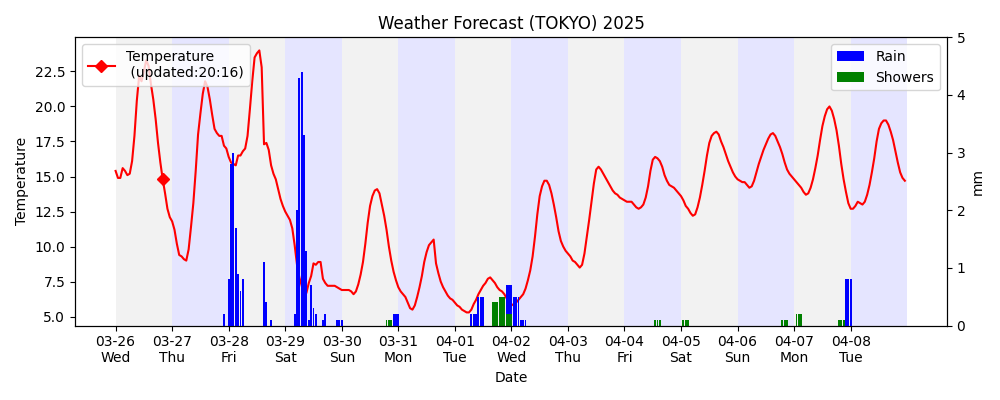 Weather Forecast (TOKYO) 2025
Temperature
(updated:20:16)
Rain
Showers
Temperature
22.5
20.0
17.5
15.0
12.5
10.0
7.5
5.0
5
4
3
2
1
0
mm
03-26 03-27 03-28 03-29 03-30 03-31 04-01 04-02 04-03 04-04 04-05 04-06 04-07 04-08
Wed Thu Fri Sat Sun Mon Tue Wed Thu Fri Sat Sun Mon Tue
Date